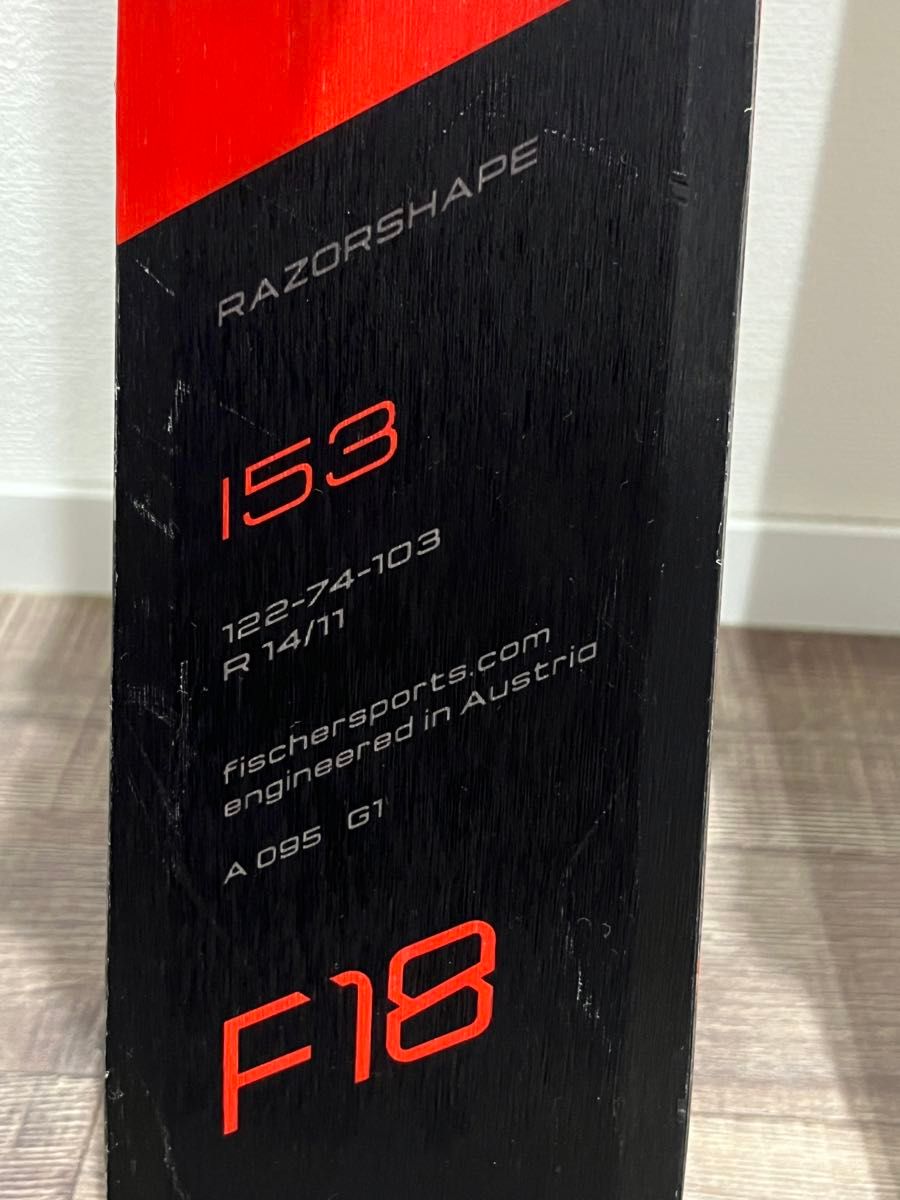 RAZORSHAPE
153
122-74-103
R 14/11
fischersports.com
engineered in Austria
A 095 G1
F18